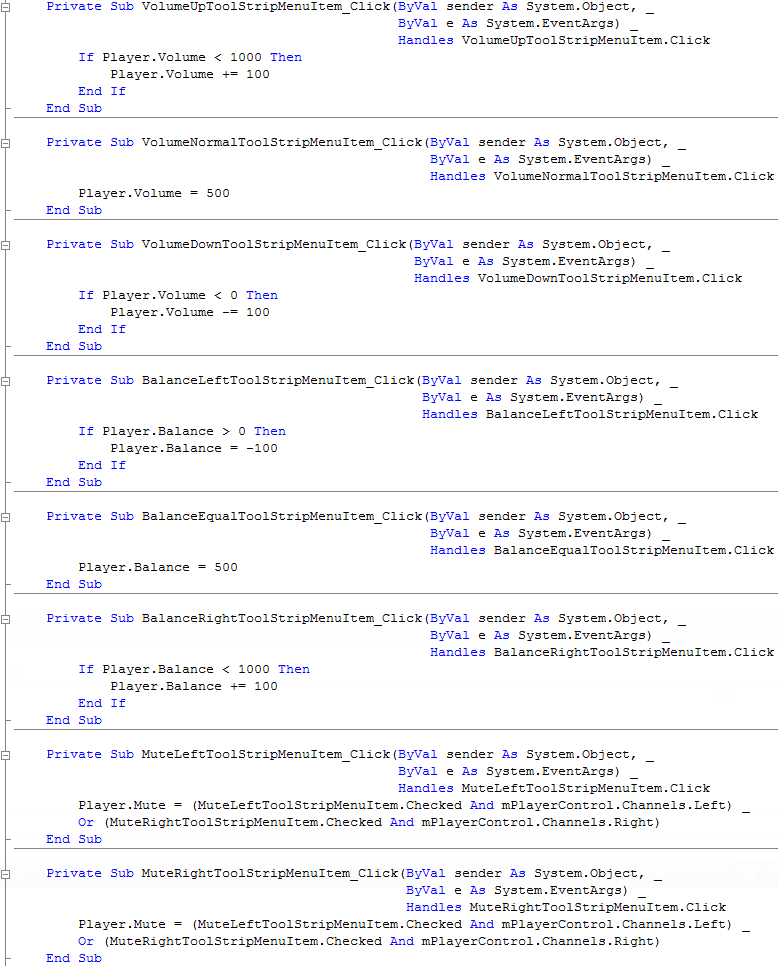 Private Sub VolumeUpToolStripMenuItem_Click(ByVal sender As System.Object, _
ByVal e As System.EventArgs) _
Handles VolumeUpToolStripMenuItem.Click
If Player.Volume < 1000 Then
Player.Volume += 100
End If
End Sub
Private Sub VolumeNormalToolStripMenuItem_Click(ByVal sender As System.Object, _
ByVal e As System.EventArgs) _
Handles VolumeNormalToolStripMenuItem.Click
Player.Volume = 500
End Sub
Private Sub VolumeDownToolStripMenuItem_Click(ByVal sender As System.Object, _
ByVal e As System.EventArgs) _
Handles VolumeDownToolStripMenuItem.Click
If Player.Volume < 0 Then
Player.Volume -= 100
End If
End Sub
Private Sub BalanceLeftToolStripMenuItem_Click(ByVal sender As System.Object, _
ByVal e As System.EventArgs) _
Handles BalanceLeftToolStripMenuItem.Click
If Player.Balance > 0 Then
Player.Balance = -100
End If
End Sub
Private Sub BalanceEqualToolStripMenuItem_Click(ByVal sender As System.Object, _
ByVal e As System.EventArgs) _
Handles BalanceEqualToolStripMenuItem.Click
Player.Balance = 500
End Sub
Private Sub BalanceRightToolStripMenuItem_Click(ByVal sender As System.Object, _
ByVal e As System.EventArgs) _
Handles BalanceRightToolStripMenuItem.Click
If Player.Balance < 1000 Then
Player.Balance += 100
End If
End Sub
Private Sub MuteLeftToolStripMenuItem_Click(ByVal sender As System.Object, _
ByVal e As System.EventArgs) _
Handles MuteLeftToolStripMenuItem.Click
Player.Mute = (MuteLeftToolStripMenuItem.Checked And mPlayerControl.Channels.Left) _
Or (MuteRightToolStripMenuItem.Checked And mPlayerControl.Channels.Right)
End Sub
Private Sub MuteRightToolStripMenuItem_Click(ByVal sender As System.Object, _
ByVal e As System.EventArgs) _
Handles MuteRightToolStripMenuItem.Click
Player.Mute = (MuteLeftToolStripMenuItem.Checked And mPlayerControl.Channels.Left) _
Or (MuteRightToolStripMenuItem.Checked And mPlayerControl.Channels.Right)
End Sub